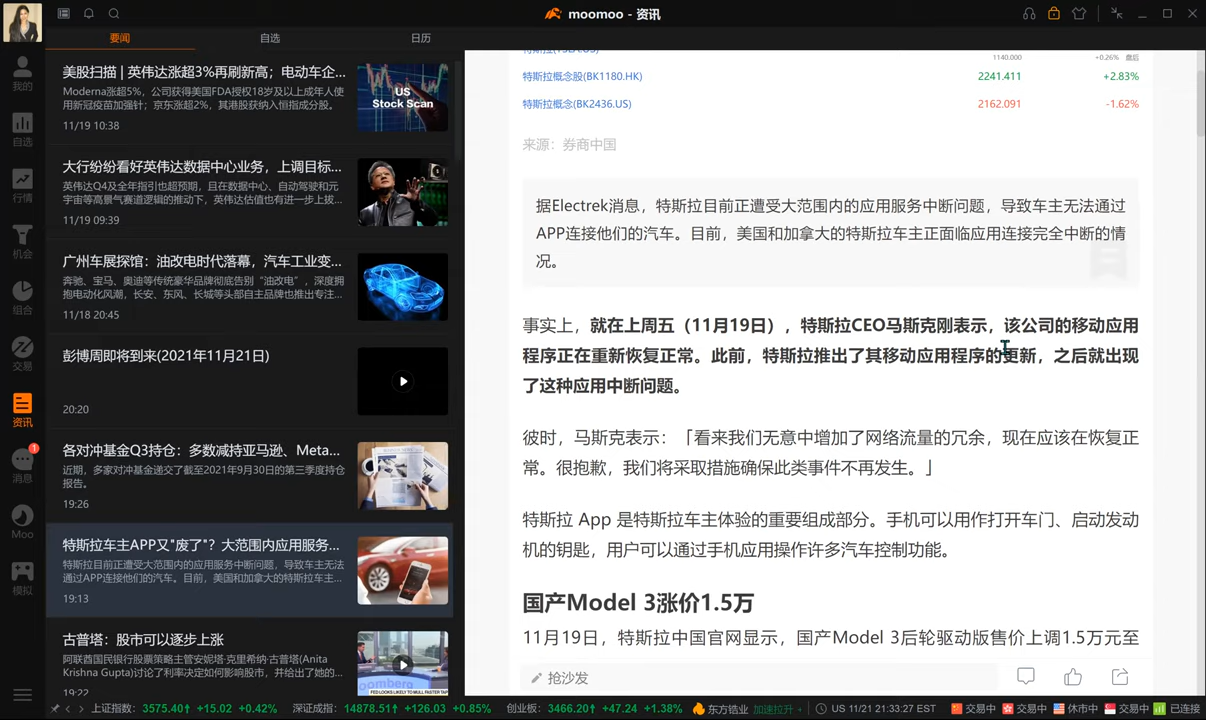 moomoo - 资讯
要闻
自选
日历
我的
自选
行情
机会
组合
交易
资讯
1
消息
Moo
模拟
美股扫描 | 英伟达涨超3%再刷新高；电动车企...
Moderna涨超5%，公司获得美国FDA授权18岁及以上成年人使
用新冠疫苗加强针；京东涨超2%，其港股获纳入恒指成分股。
11/19 10:38
US
Stock Scan
大行纷纷看好英伟达数据中心业务，上调目标...
英伟达Q4及全年指引也超预期，且在数据中心、自动驾驶和元
宇宙等高景气赛道逻辑的推动下，英伟达估值也有进一步上拔...
11/19 09:39
广州车展探馆：油改电时代落幕，汽车工业变...
奔驰、宝马、奥迪等传统豪华品牌彻底告别“油改电”，深度拥
抱电动化风潮，长安、东风、长城等头部自主品牌也推出专注...
11/18 20:45
彭博周即将到来(2021年11月21日)
20:20
各对冲基金Q3持仓：多数减持亚马逊、Meta...
近期，多家对冲基金递交了截至2021年9月30日的第三季度持仓
报告。
19:26
特斯拉车主APP又"废了"？大范围内应用服务...
特斯拉目前正遭受大范围内的应用服务中断问题，导致车主无法
通过APP连接他们的汽车。目前，美国和加拿大的特斯拉车主...
19:13
古普塔：股市可以逐步上涨
阿联酋国民银行股票策略主管安妮塔·克里希纳·古普塔(Anita
Krishna Gupta)讨论了利率决定如何影响股市，并给出了她的...
19:22
FED LOOKS LIKELY TO MULL FASTER TAP
特斯拉(TSLA.US)
1140.000 +0.26% 盘后
特斯拉概念股(BK1180.HK) 2241.411 +2.83%
特斯拉概念(BK2436.US) 2162.091 -1.62%
来源：券商中国
据Electrek消息，特斯拉目前正遭受大范围内的应用服务中断问题，导致车主无法通过
APP连接他们的汽车。目前，美国和加拿大的特斯拉车主正面临应用连接完全中断的情
况。
事实上，就在上周五（11月19日），特斯拉CEO马斯克刚表示，该公司的移动应用
程序正在重新恢复正常。此前，特斯拉推出了其移动应用程序的更新，之后就出现
了这种应用中断问题。
彼时，马斯克表示：「看来我们无意中增加了网络流量的冗余，现在应该在恢复正
常。很抱歉，我们将采取措施确保此类事件不再发生。」
特斯拉 App 是特斯拉车主体验的重要组成部分。手机可以用作打开车门、启动发动
机的钥匙，用户可以通过手机应用操作许多汽车控制功能。
国产Model 3涨价1.5万
11月19日，特斯拉中国官网显示，国产Model 3后轮驱动版售价上调1.5万元至
抢沙发
上证指数: 3575.40↑ +15.02 +0.42% 深证成指: 14878.51↑ +126.03 +0.85% 创业板: 3466.20↑ +47.24 +1.38% 东方锆业 加速拉升 US 11/21 21:33:27 EST 交易中 交易中 休市中 交易中 已连接